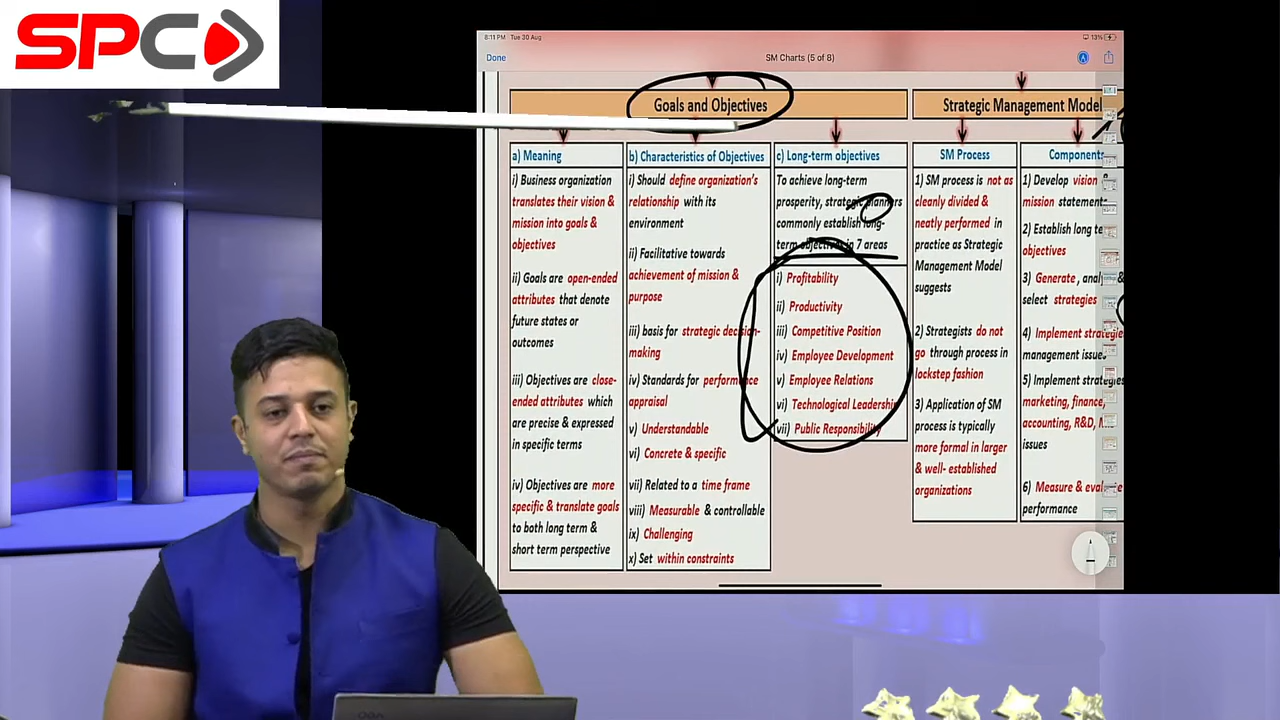 SPC
8:11 PM Tue 30 Aug
13%
Done
SM Charts (5 of 8)
Goals and Objectives
a) Meaning
i) Business organization
translates their vision &
mission into goals &
objectives
ii) Goals are open-ended
attributes that denote
future states or
outcomes
iii) Objectives are close-
ended attributes which
are precise & expressed
in specific terms
iv) Objectives are more
specific & translate goals
to both long term &
short term perspective
b) Characteristics of Objectives
i) Should define organization's
relationship with its
environment
ii) Facilitative towards
achievement of mission &
purpose
iii) basis for strategic decision-
making
iv) Standards for performance
appraisal
v) Understandable
vi) Concrete & specific
vii) Related to a time frame
viii) Measurable & controllable
ix) Challenging
x) Set within constraints
c) Long-term objectives
To achieve long-term
prosperity, strategic planners
commonly establish long-
term objectives in 7 areas
i) Profitability
ii) Productivity
iii) Competitive Position
iv) Employee Development
v) Employee Relations
vi) Technological Leadership
vii) Public Responsibility
Strategic Management Model
SM Process
1) SM process is not as
cleanly divided &
neatly performed in
practice as Strategic
Management Model
suggests
2) Strategists do not
go through process in
lockstep fashion
3) Application of SM
process is typically
more formal in larger
& well- established
organizations
Components
1) Develop vision
mission statements
2) Establish long te
objectives
3) Generate, analy &
select strategies
4) Implement strategie
management issues
5) Implement strategies
marketing, finance,
accounting, R&D, M
issues
6) Measure & evaluate
performance